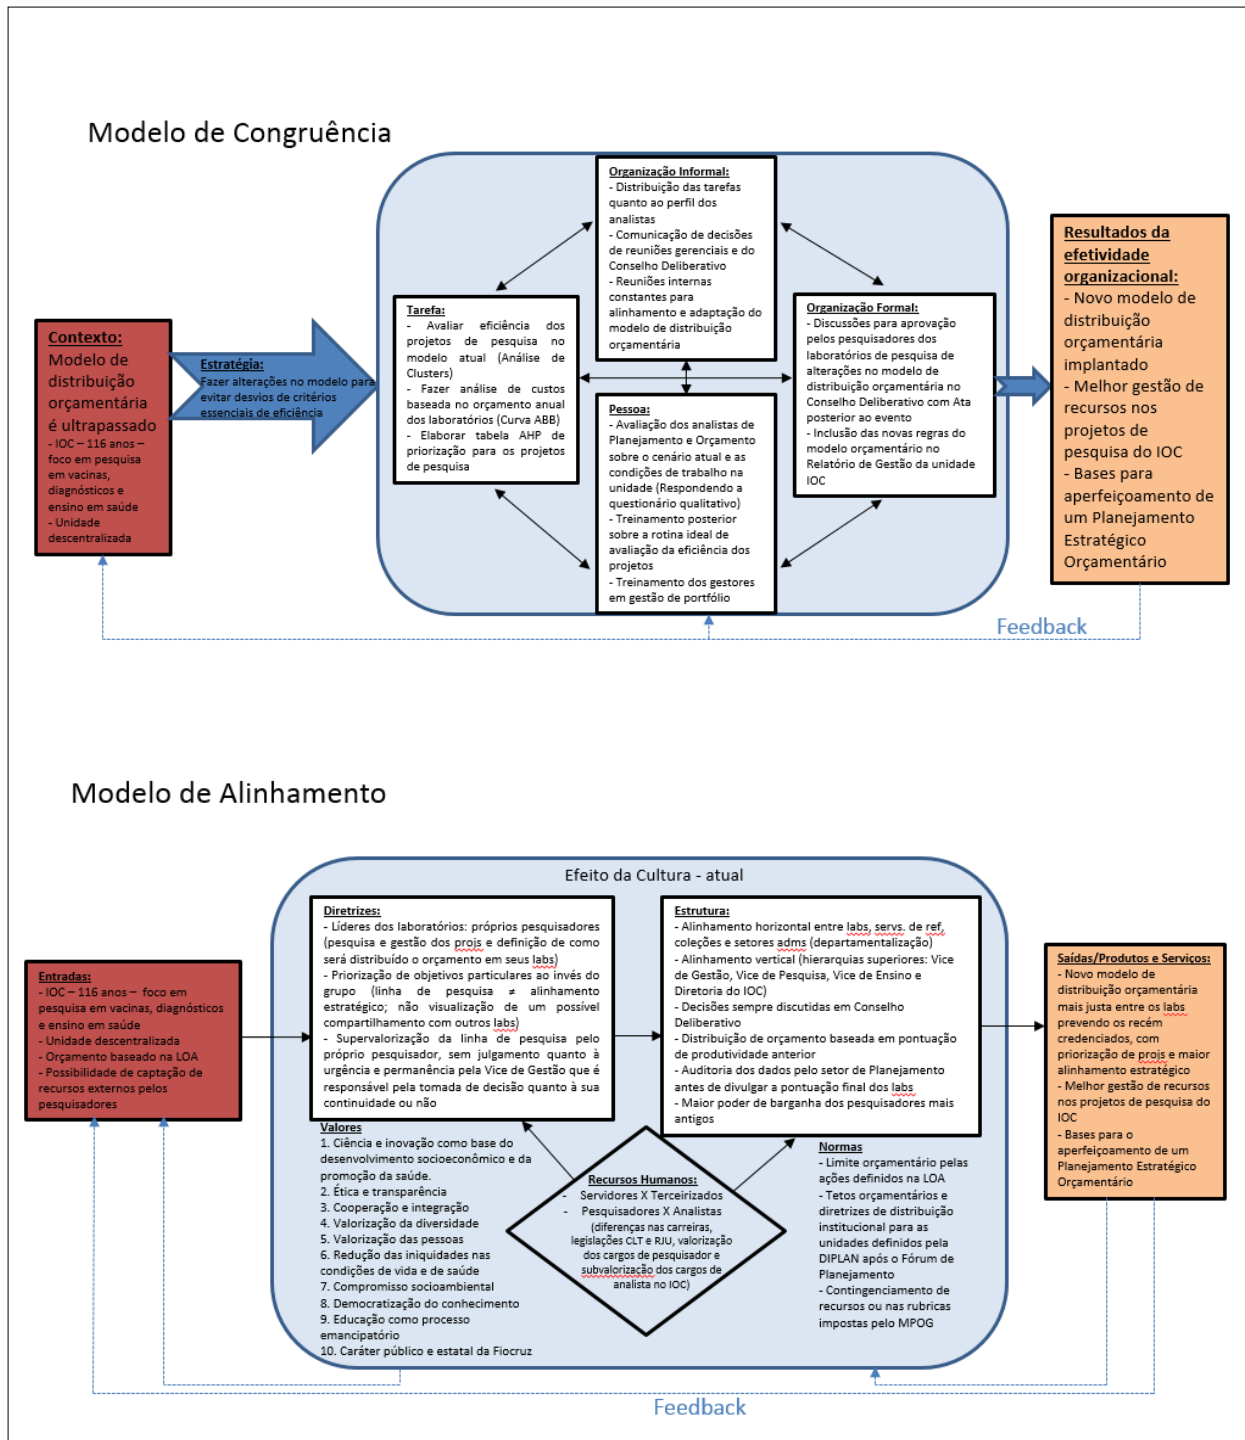 Modelo de Congruência
Contexto:
Modelo de
distribuição
orçamentária
é ultrapassado
- IOC – 116 anos –
foco em pesquisa
em vacinas,
diagnósticos e
ensino em saúde
- Unidade
descentralizada
Estratégia:
Fazer alterações no modelo para
evitar desvios de critérios
essenciais de eficiência
Organização Informal:
- Distribuição das tarefas
quanto ao perfil dos
analistas
- Comunicação de decisões
de reuniões gerenciais e do
Conselho Deliberativo
- Reuniões internas
constantes para
alinhamento e adaptação do
modelo de distribuição
orçamentária
Tarefa:
- Avaliar eficiência dos
projetos de pesquisa no
modelo atual (Análise de
Clusters)
- Fazer análise de custos
baseada no orçamento anual
dos laboratórios (Curva ABB)
- Elaborar tabela AHP de
priorização para os projetos
de pesquisa
Organização Formal:
- Discussões para aprovação
pelos pesquisadores dos
laboratórios de pesquisa de
alterações no modelo de
distribuição orçamentária no
Conselho Deliberativo com Ata
posterior ao evento
- Inclusão das novas regras do
modelo orçamentário no
Relatório de Gestão da unidade
IOC
Pessoa:
- Avaliação dos analistas de
Planejamento e Orçamento
sobre o cenário atual e as
condições de trabalho na
unidade (Respondendo a
questionário qualitativo)
- Treinamento posterior
sobre a rotina ideal de
avaliação da eficiência dos
projetos
- Treinamento dos gestores
em gestão de portfólio
Resultados da
efetividade
organizacional:
- Novo modelo de
distribuição
orçamentária
implantado
- Melhor gestão de
recursos nos
projetos de
pesquisa do IOC
- Bases para
aperfeiçoamento de
um Planejamento
Estratégico
Orçamentário
Feedback
Modelo de Alinhamento
Efeito da Cultura - atual
Entradas:
- IOC – 116 anos – foco em
pesquisa em vacinas, diagnósticos
e ensino em saúde
- Unidade descentralizada
- Orçamento baseado na LOA
- Possibilidade de captação de
recursos externos pelos
pesquisadores
Diretrizes:
- Líderes dos laboratórios: próprios pesquisadores
(pesquisa e gestão dos projs e definição de como
será distribuído o orçamento em seus labs)
- Priorização de objetivos particulares ao invés do
grupo (linha de pesquisa ≠ alinhamento
estratégico; não visualização de um possível
compartilhamento com outros labs)
- Supervalorização da linha de pesquisa pelo
próprio pesquisador, sem julgamento quanto à
urgência e permanência pela Vice de Gestão que é
responsável pela tomada de decisão quanto à sua
continuidade ou não
Estrutura:
- Alinhamento horizontal entre labs, servs. de ref,
coleções e setores adms (departamentalização)
- Alinhamento vertical (hierarquias superiores: Vice
de Gestão, Vice de Pesquisa, Vice de Ensino e
Diretoria do IOC)
- Decisões sempre discutidas em Conselho
Deliberativo
- Distribuição de orçamento baseada em pontuação
de produtividade anterior
- Auditoria dos dados pelo setor de Planejamento
antes de divulgar a pontuação final dos labs
- Maior poder de barganha dos pesquisadores mais
antigos
Saídas/Produtos e Serviços:
- Novo modelo de
distribuição orçamentária
mais justa entre os labs
prevendo os recém
credenciados, com
priorização de projs e maior
alinhamento estratégico
- Melhor gestão de recursos
nos projetos de pesquisa do
IOC
- Bases para o
aperfeiçoamento de um
Planejamento Estratégico
Orçamentário
Valores
1. Ciência e inovação como base do
desenvolvimento socioeconômico e da
promoção da saúde.
2. Ética e transparência
3. Cooperação e integração
4. Valorização da diversidade
5. Valorização das pessoas
6. Redução das iniquidades nas
condições de vida e de saúde
7. Compromisso socioambiental
8. Democratização do conhecimento
9. Educação como processo
emancipatório
10. Caráter público e estatal da Fiocruz
Recursos Humanos:
- Servidores X Terceirizados
- Pesquisadores X Analistas
(diferenças nas carreiras,
legislações CLT e RJU, valorização
dos cargos de pesquisador e
subvalorização dos cargos de
analista no IOC)
Normas
- Limite orçamentário pelas
ações definidos na LOA
- Tetos orçamentários e
diretrizes de distribuição
institucional para as
unidades definidos pela
DIPLAN após o Fórum de
Planejamento
- Contingenciamento de
recursos ou nas rubricas
impostas pelo MPOG
Feedback